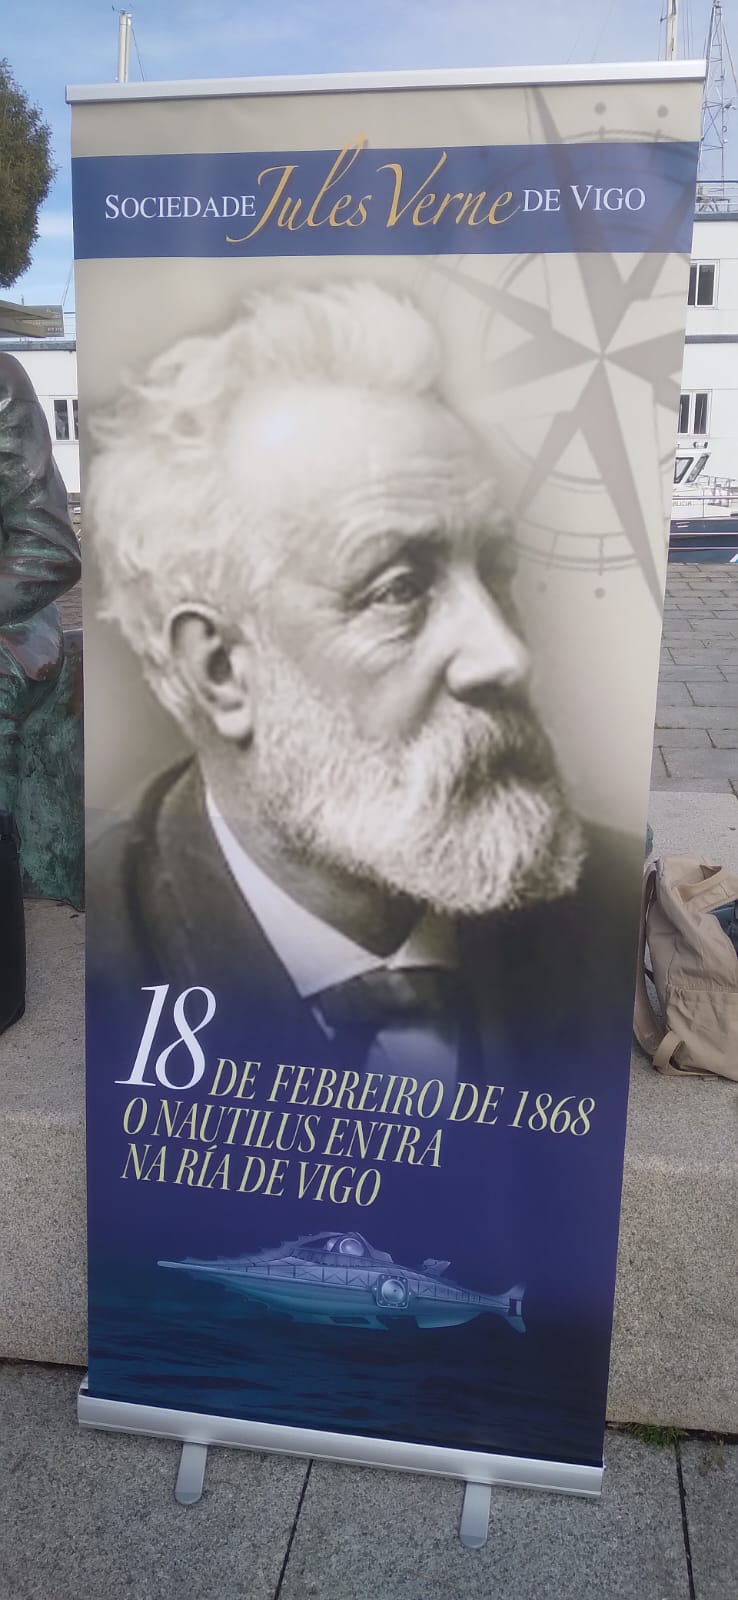 SOCIEDADE Jules Verne DE VIGO
18 DE FEBREIRO DE 1868
O NAUTILUS ENTRA
NA RÍA DE VIGO